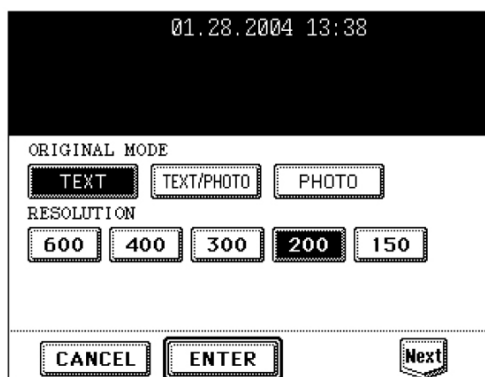 01.28.2004 13:38
ORIGINAL MODE
TEXT TEXT/PHOTO PHOTO
RESOLUTION
600 400 300 200 150
CANCEL ENTER Next